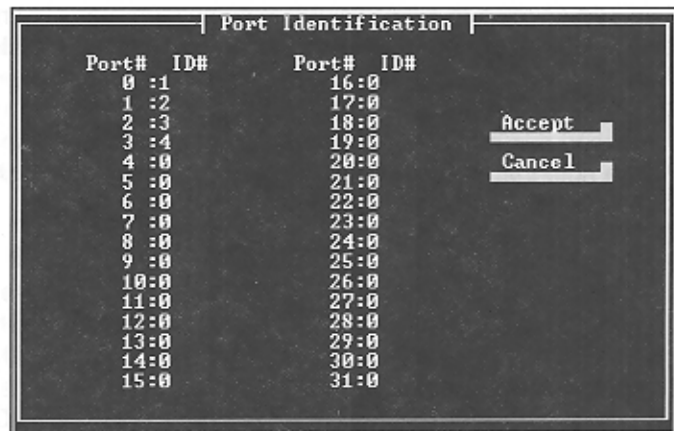 Port Identification
Port# ID# Port# ID#
0 :1 16:0
1 :2 17:0
2 :3 18:0
3 :4 19:0
4 :0 20:0
5 :0 21:0
6 :0 22:0
7 :0 23:0
8 :0 24:0
9 :0 25:0
10:0 26:0
11:0 27:0
12:0 28:0
13:0 29:0
14:0 30:0
15:0 31:0
Accept
Cancel